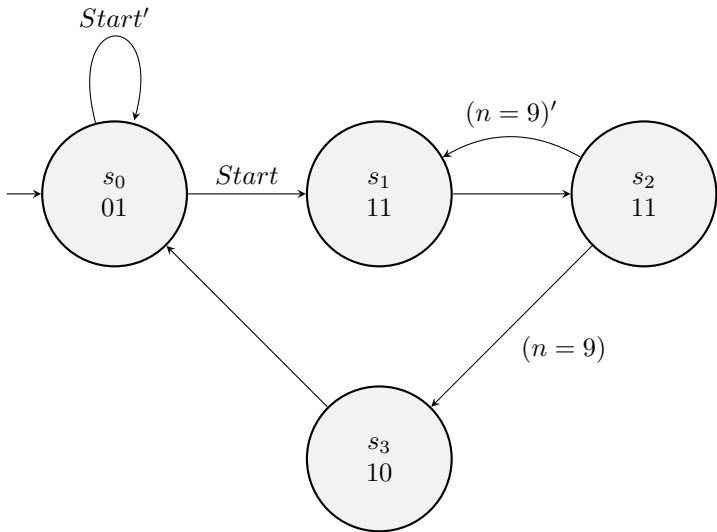 Start′
(n = 9)′
s₀
01
Start
s₁
11
s₂
11
(n = 9)
s₃
10